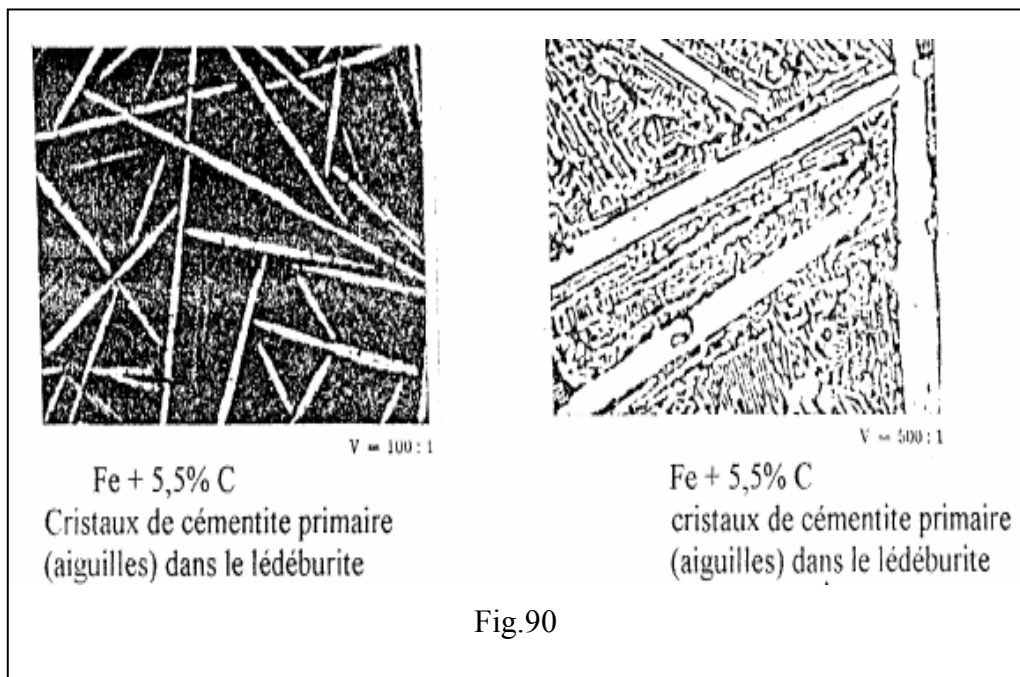 V = 100:1
Fe + 5,5% C
Cristaux de cémentite primaire
(aiguilles) dans le lédéburite
V = 500:1
Fe + 5,5% C
cristaux de cémentite primaire
(aiguilles) dans le lédéburite
Fig.90